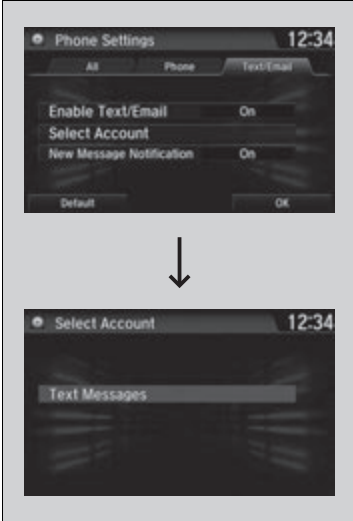 Phone Settings 12:34
All Phone Text/Email
Enable Text/Email On
Select Account
New Message Notification On
Default OK
Select Account 12:34
Text Messages